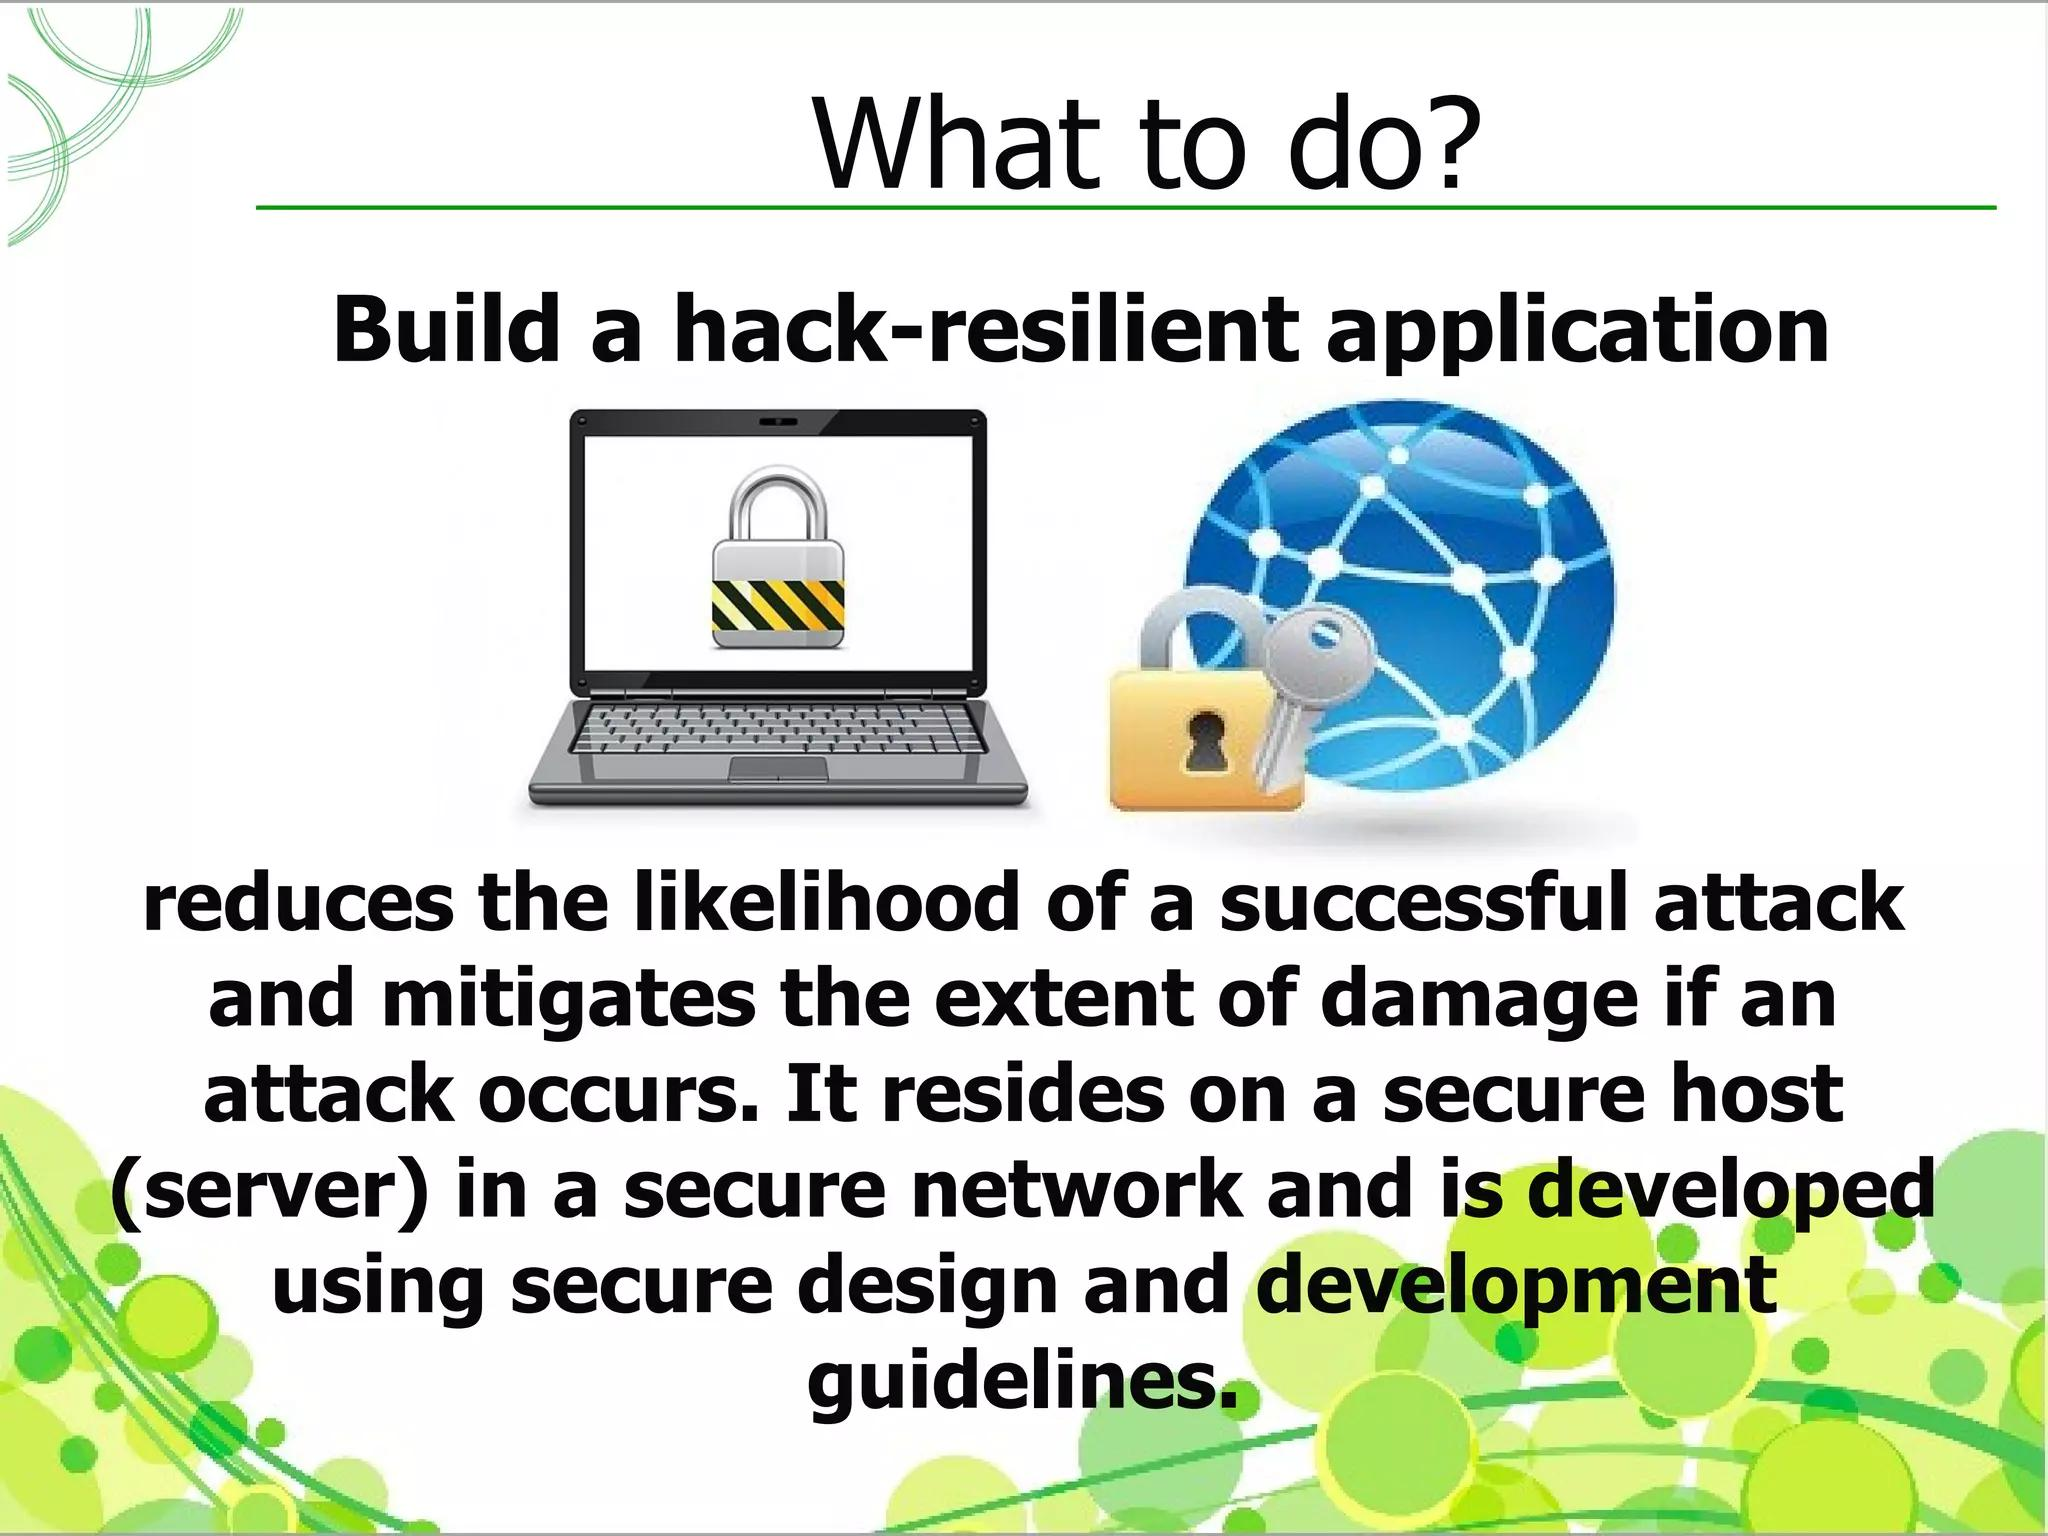 What to do?
Build a hack-resilient application
reduces the likelihood of a successful attack
and mitigates the extent of damage if an
attack occurs. It resides on a secure host
(server) in a secure network and is developed
using secure design and development
guidelines.